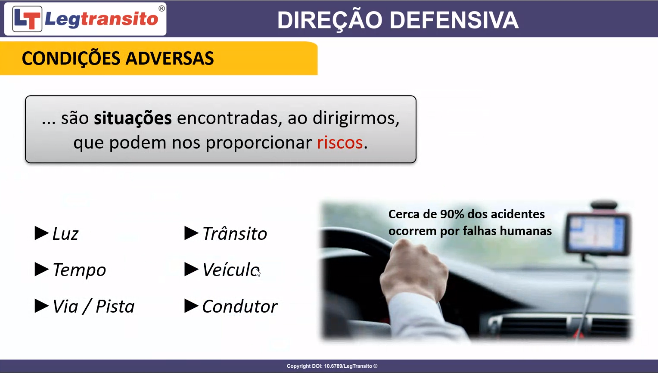 LT Legtransito®
DIREÇÃO DEFENSIVA
CONDIÇÕES ADVERSAS
... são situações encontradas, ao dirigirmos,
que podem nos proporcionar riscos.
►Luz
►Tempo
►Via / Pista
►Trânsito
►Veículo
►Condutor
Cerca de 90% dos acidentes
ocorrem por falhas humanas
Copyright DOI: 10.6789/LegTransito ©